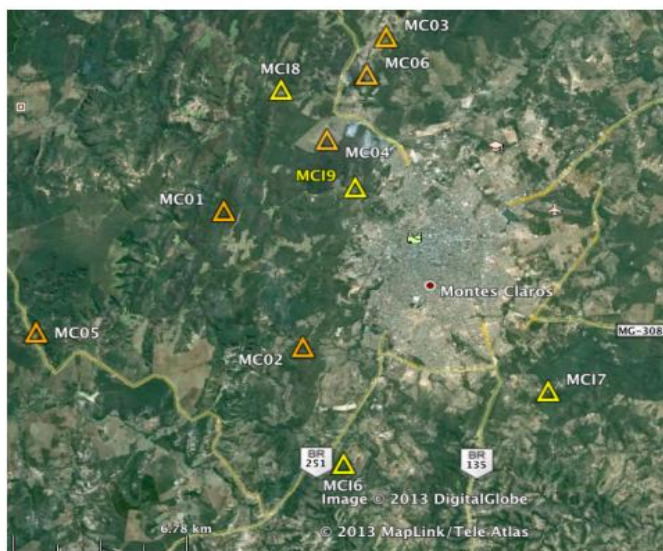 MC03
MC06
MCI8
MC04
MCI9
MC01
Montes Claros
MC05
MG-308
MC02
MCI7
BR
251
BR
135
MCI6
Image © 2013 DigitalGlobe
6.78 km
© 2013 MapLink/Tele Atlas